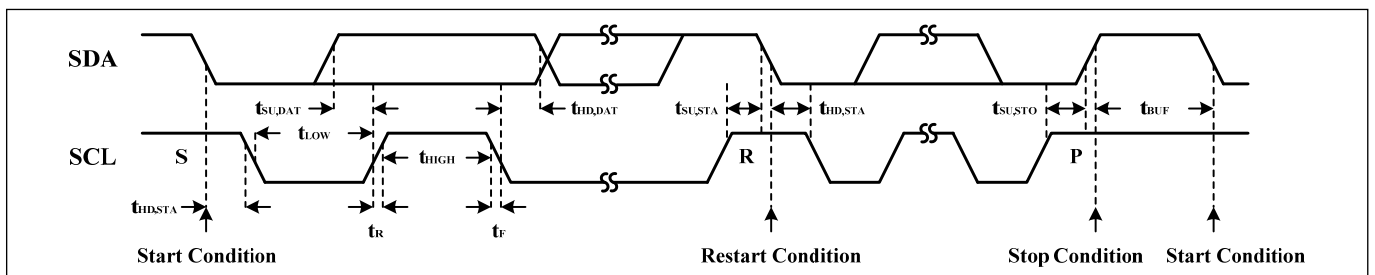 SDA
tSU,DAT tHD,DAT tSU,STA tHD,STA tSU,STO tBUF
tLOW
SCL S tHIGH R P
tHD,STA
tR tF
Start Condition Restart Condition Stop Condition Start Condition